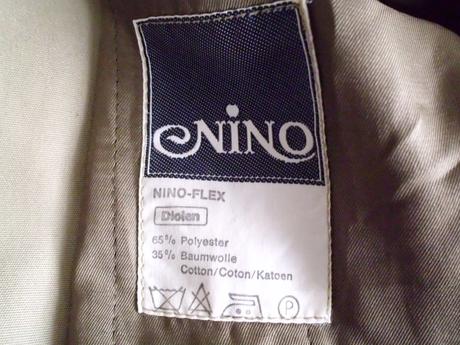 NINO
NINO-FLEX
Diolen
65% Polyester
35% Baumwolle
Cotton/Coton/Katoen
P